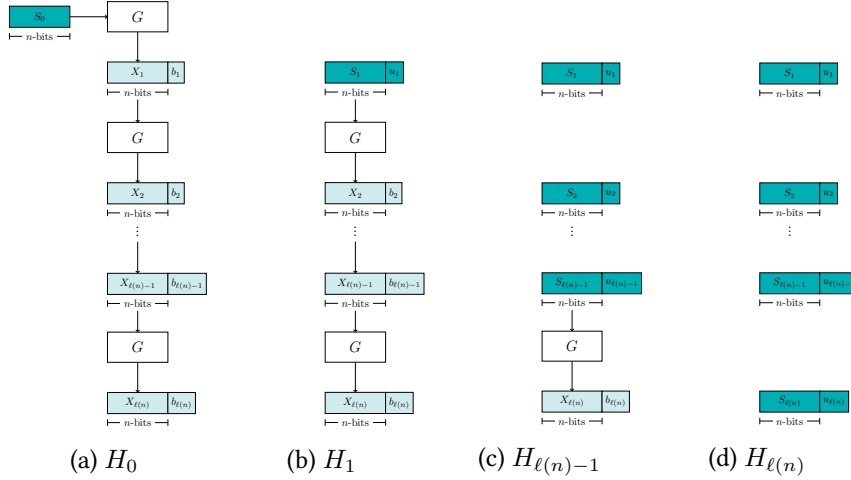 S_0
G
n-bits
X_1 b_1
n-bits
G
X_2 b_2
n-bits
⋮
X_{ℓ(n)−1} b_{ℓ(n)−1}
n-bits
G
X_{ℓ(n)} b_{ℓ(n)}
n-bits
(a) H_0
S_1 u_1
n-bits
G
X_2 b_2
n-bits
⋮
X_{ℓ(n)−1} b_{ℓ(n)−1}
n-bits
G
X_{ℓ(n)} b_{ℓ(n)}
n-bits
(b) H_1
S_1 u_1
n-bits
S_2 u_2
n-bits
⋮
S_{ℓ(n)−1} u_{ℓ(n)−1}
n-bits
G
X_{ℓ(n)} b_{ℓ(n)}
n-bits
(c) H_{ℓ(n)−1}
S_1 u_1
n-bits
S_2 u_2
n-bits
⋮
S_{ℓ(n)−1} u_{ℓ(n)−
n-bits
S_{ℓ(n)} u_{ℓ(n)}
n-bits
(d) H_{ℓ(n)}